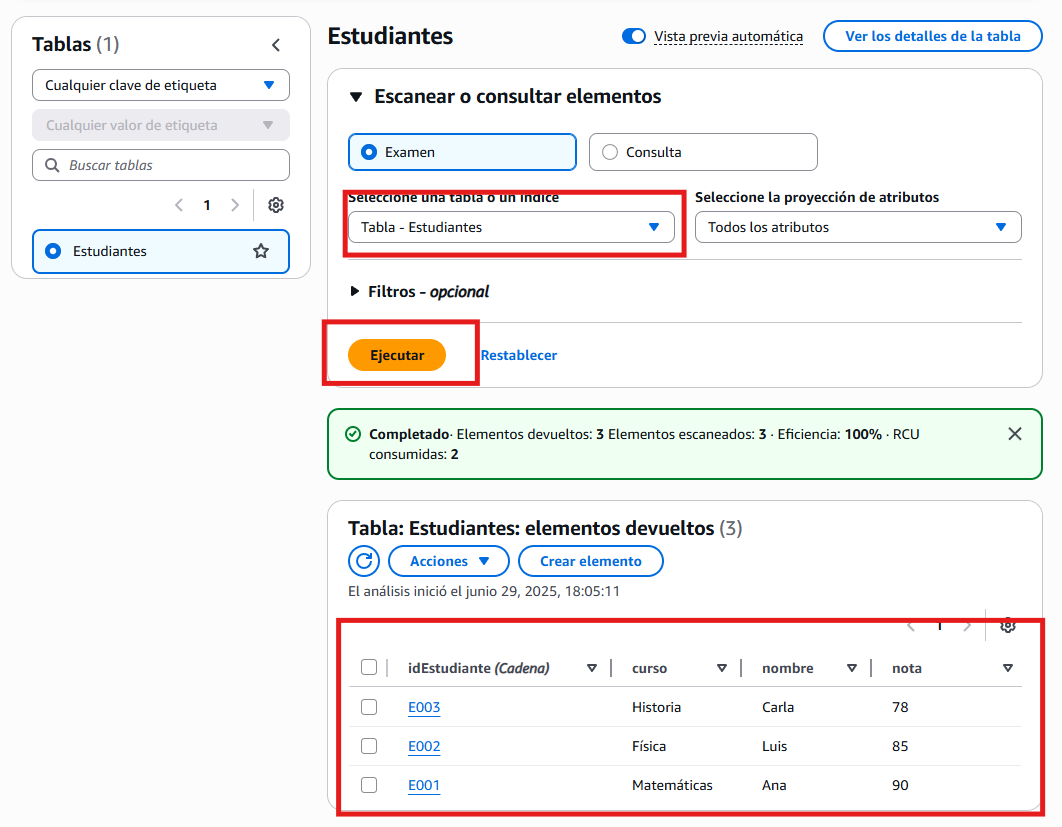 Tablas (1)
Cualquier clave de etiqueta
Cualquier valor de etiqueta
Buscar tablas
1
Estudiantes
Estudiantes
Vista previa automática
Ver los detalles de la tabla
Escanear o consultar elementos
Examen
Consulta
Seleccione una tabla o un índice
Tabla - Estudiantes
Seleccione la proyección de atributos
Todos los atributos
Filtros - opcional
Ejecutar
Restablecer
Completado· Elementos devueltos: 3 Elementos escaneados: 3 · Eficiencia: 100% · RCU
consumidas: 2
Tabla: Estudiantes: elementos devueltos (3)
Acciones
Crear elemento
El análisis inició el junio 29, 2025, 18:05:11
1
idEstudiante (Cadena) curso nombre nota
E003 Historia Carla 78
E002 Física Luis 85
E001 Matemáticas Ana 90